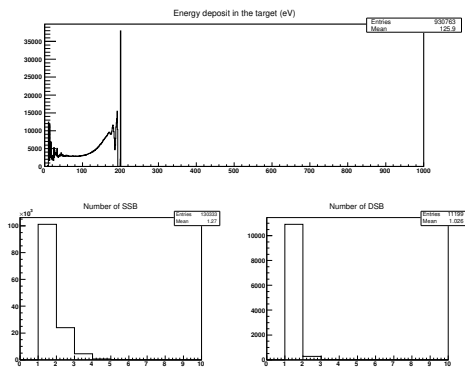 Energy deposit in the target (eV)
Entries 930763
Mean 125.9
35000
30000
25000
20000
15000
10000
5000
0
0 100 200 300 400 500 600 700 800 900 1000
Number of SSB
×10³
Entries 130333
Mean 1.27
100
80
60
40
20
0
0 1 2 3 4 5 6 7 8 9 10
Number of DSB
Entries 11199
Mean 1.026
10000
8000
6000
4000
2000
0
0 1 2 3 4 5 6 7 8 9 10